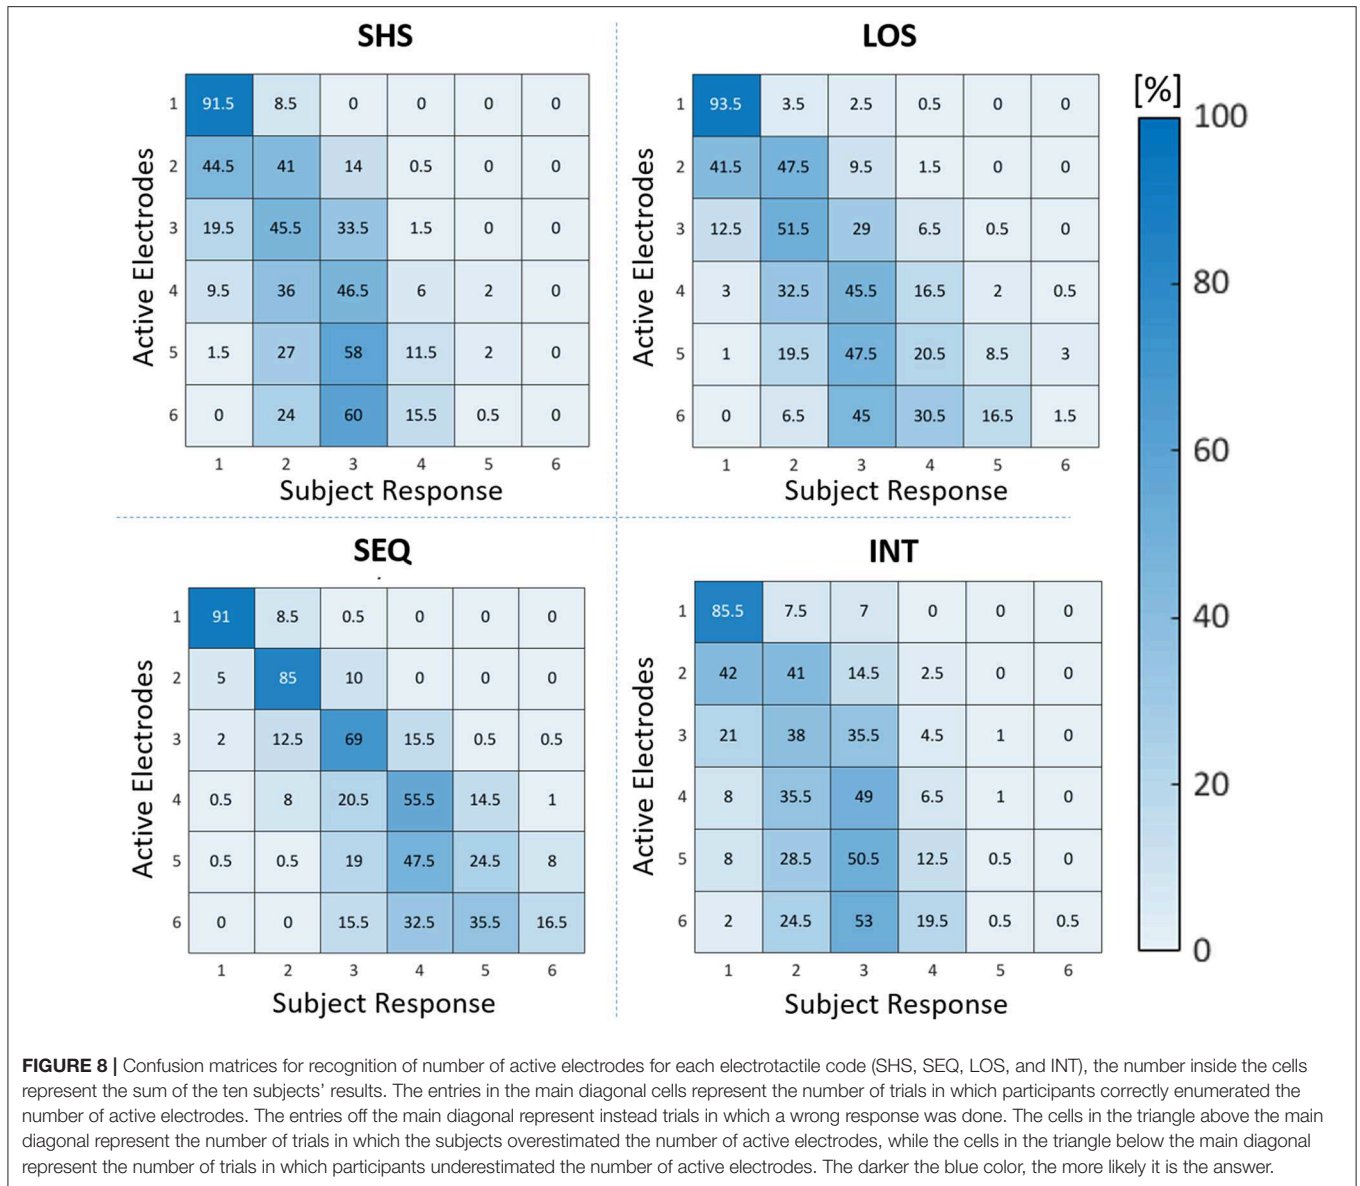 SHS
1 91.5 8.5 0 0 0 0
2 44.5 41 14 0.5 0 0
3 19.5 45.5 33.5 1.5 0 0
4 9.5 36 46.5 6 2 0
5 1.5 27 58 11.5 2 0
6 0 24 60 15.5 0.5 0
1 2 3 4 5 6
Active Electrodes
Subject Response
LOS
1 93.5 3.5 2.5 0.5 0 0
2 41.5 47.5 9.5 1.5 0 0
3 12.5 51.5 29 6.5 0.5 0
4 3 32.5 45.5 16.5 2 0.5
5 1 19.5 47.5 20.5 8.5 3
6 0 6.5 45 30.5 16.5 1.5
1 2 3 4 5 6
Active Electrodes
Subject Response
SEQ
1 91 8.5 0.5 0 0 0
2 5 85 10 0 0 0
3 2 12.5 69 15.5 0.5 0.5
4 0.5 8 20.5 55.5 14.5 1
5 0.5 0.5 19 47.5 24.5 8
6 0 0 15.5 32.5 35.5 16.5
1 2 3 4 5 6
Active Electrodes
Subject Response
INT
1 85.5 7.5 7 0 0 0
2 42 41 14.5 2.5 0 0
3 21 38 35.5 4.5 1 0
4 8 35.5 49 6.5 1 0
5 8 28.5 50.5 12.5 0.5 0
6 2 24.5 53 19.5 0.5 0.5
1 2 3 4 5 6
Active Electrodes
Subject Response
[%]
100
80
60
40
20
0
FIGURE 8 | Confusion matrices for recognition of number of active electrodes for each electrotactile code (SHS, SEQ, LOS, and INT), the number inside the cells
represent the sum of the ten subjects' results. The entries in the main diagonal cells represent the number of trials in which participants correctly enumerated the
number of active electrodes. The entries off the main diagonal represent instead trials in which a wrong response was done. The cells in the triangle above the main
diagonal represent the number of trials in which the subjects overestimated the number of active electrodes, while the cells in the triangle below the main diagonal
represent the number of trials in which participants underestimated the number of active electrodes. The darker the blue color, the more likely it is the answer.